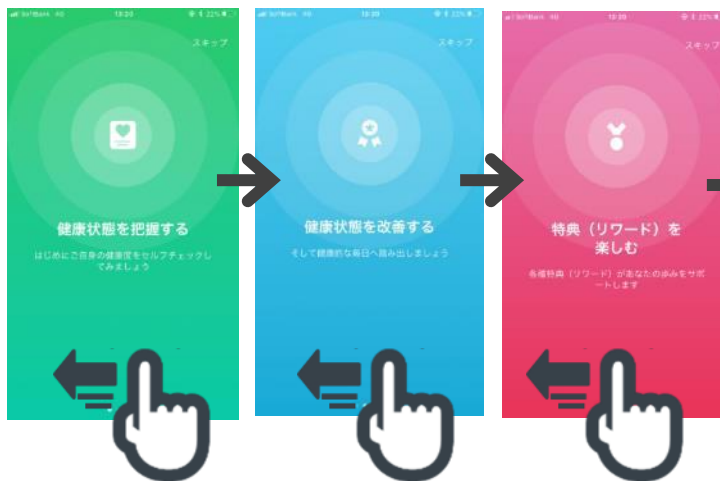 13:20
22%
スキップ
健康状態を把握する
はじめにご自身の健康度をセルフチェックし
てみましょう
22%
スキップ
健康状態を改善する
そして健康的な毎日へ踏み出しましょう
22%
スキップ
特典（リワード）を
楽しむ
各種特典（リワード）があなたの歩みをサポ
ートします